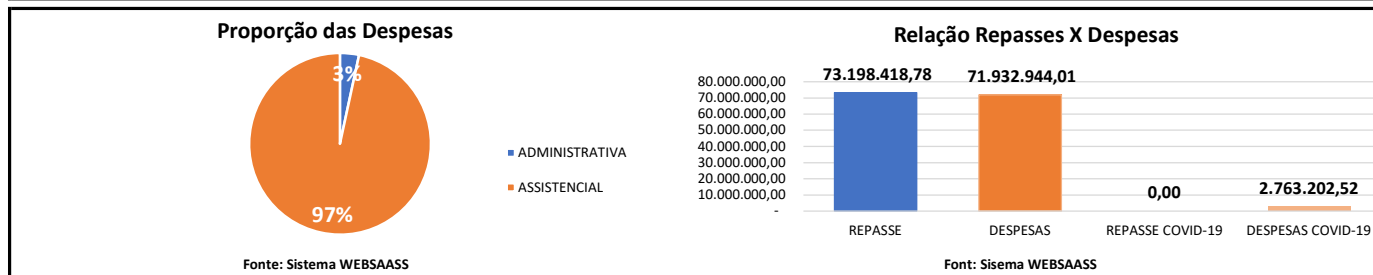 Proporção das Despesas
3%
97%
ADMINISTRATIVA
ASSISTENCIAL
Fonte: Sistema WEBSAASS
Relação Repasses X Despesas
80.000.000,00
70.000.000,00
60.000.000,00
50.000.000,00
40.000.000,00
30.000.000,00
20.000.000,00
10.000.000,00
-
73.198.418,78
71.932.944,01
0,00
2.763.202,52
REPASSE
DESPESAS
REPASSE COVID-19
DESPESAS COVID-19
Font: Sisema WEBSAASS